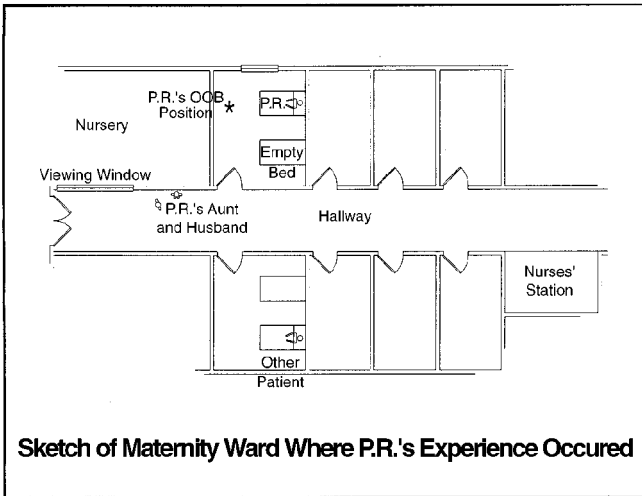 P.R.'s OOB
Position
*
P.R.
Nursery
Empty
Bed
Viewing Window
P.R.'s Aunt
and Husband
Hallway
Nurses'
Station
Other
Patient
Sketch of Maternity Ward Where P.R.'s Experience Occured